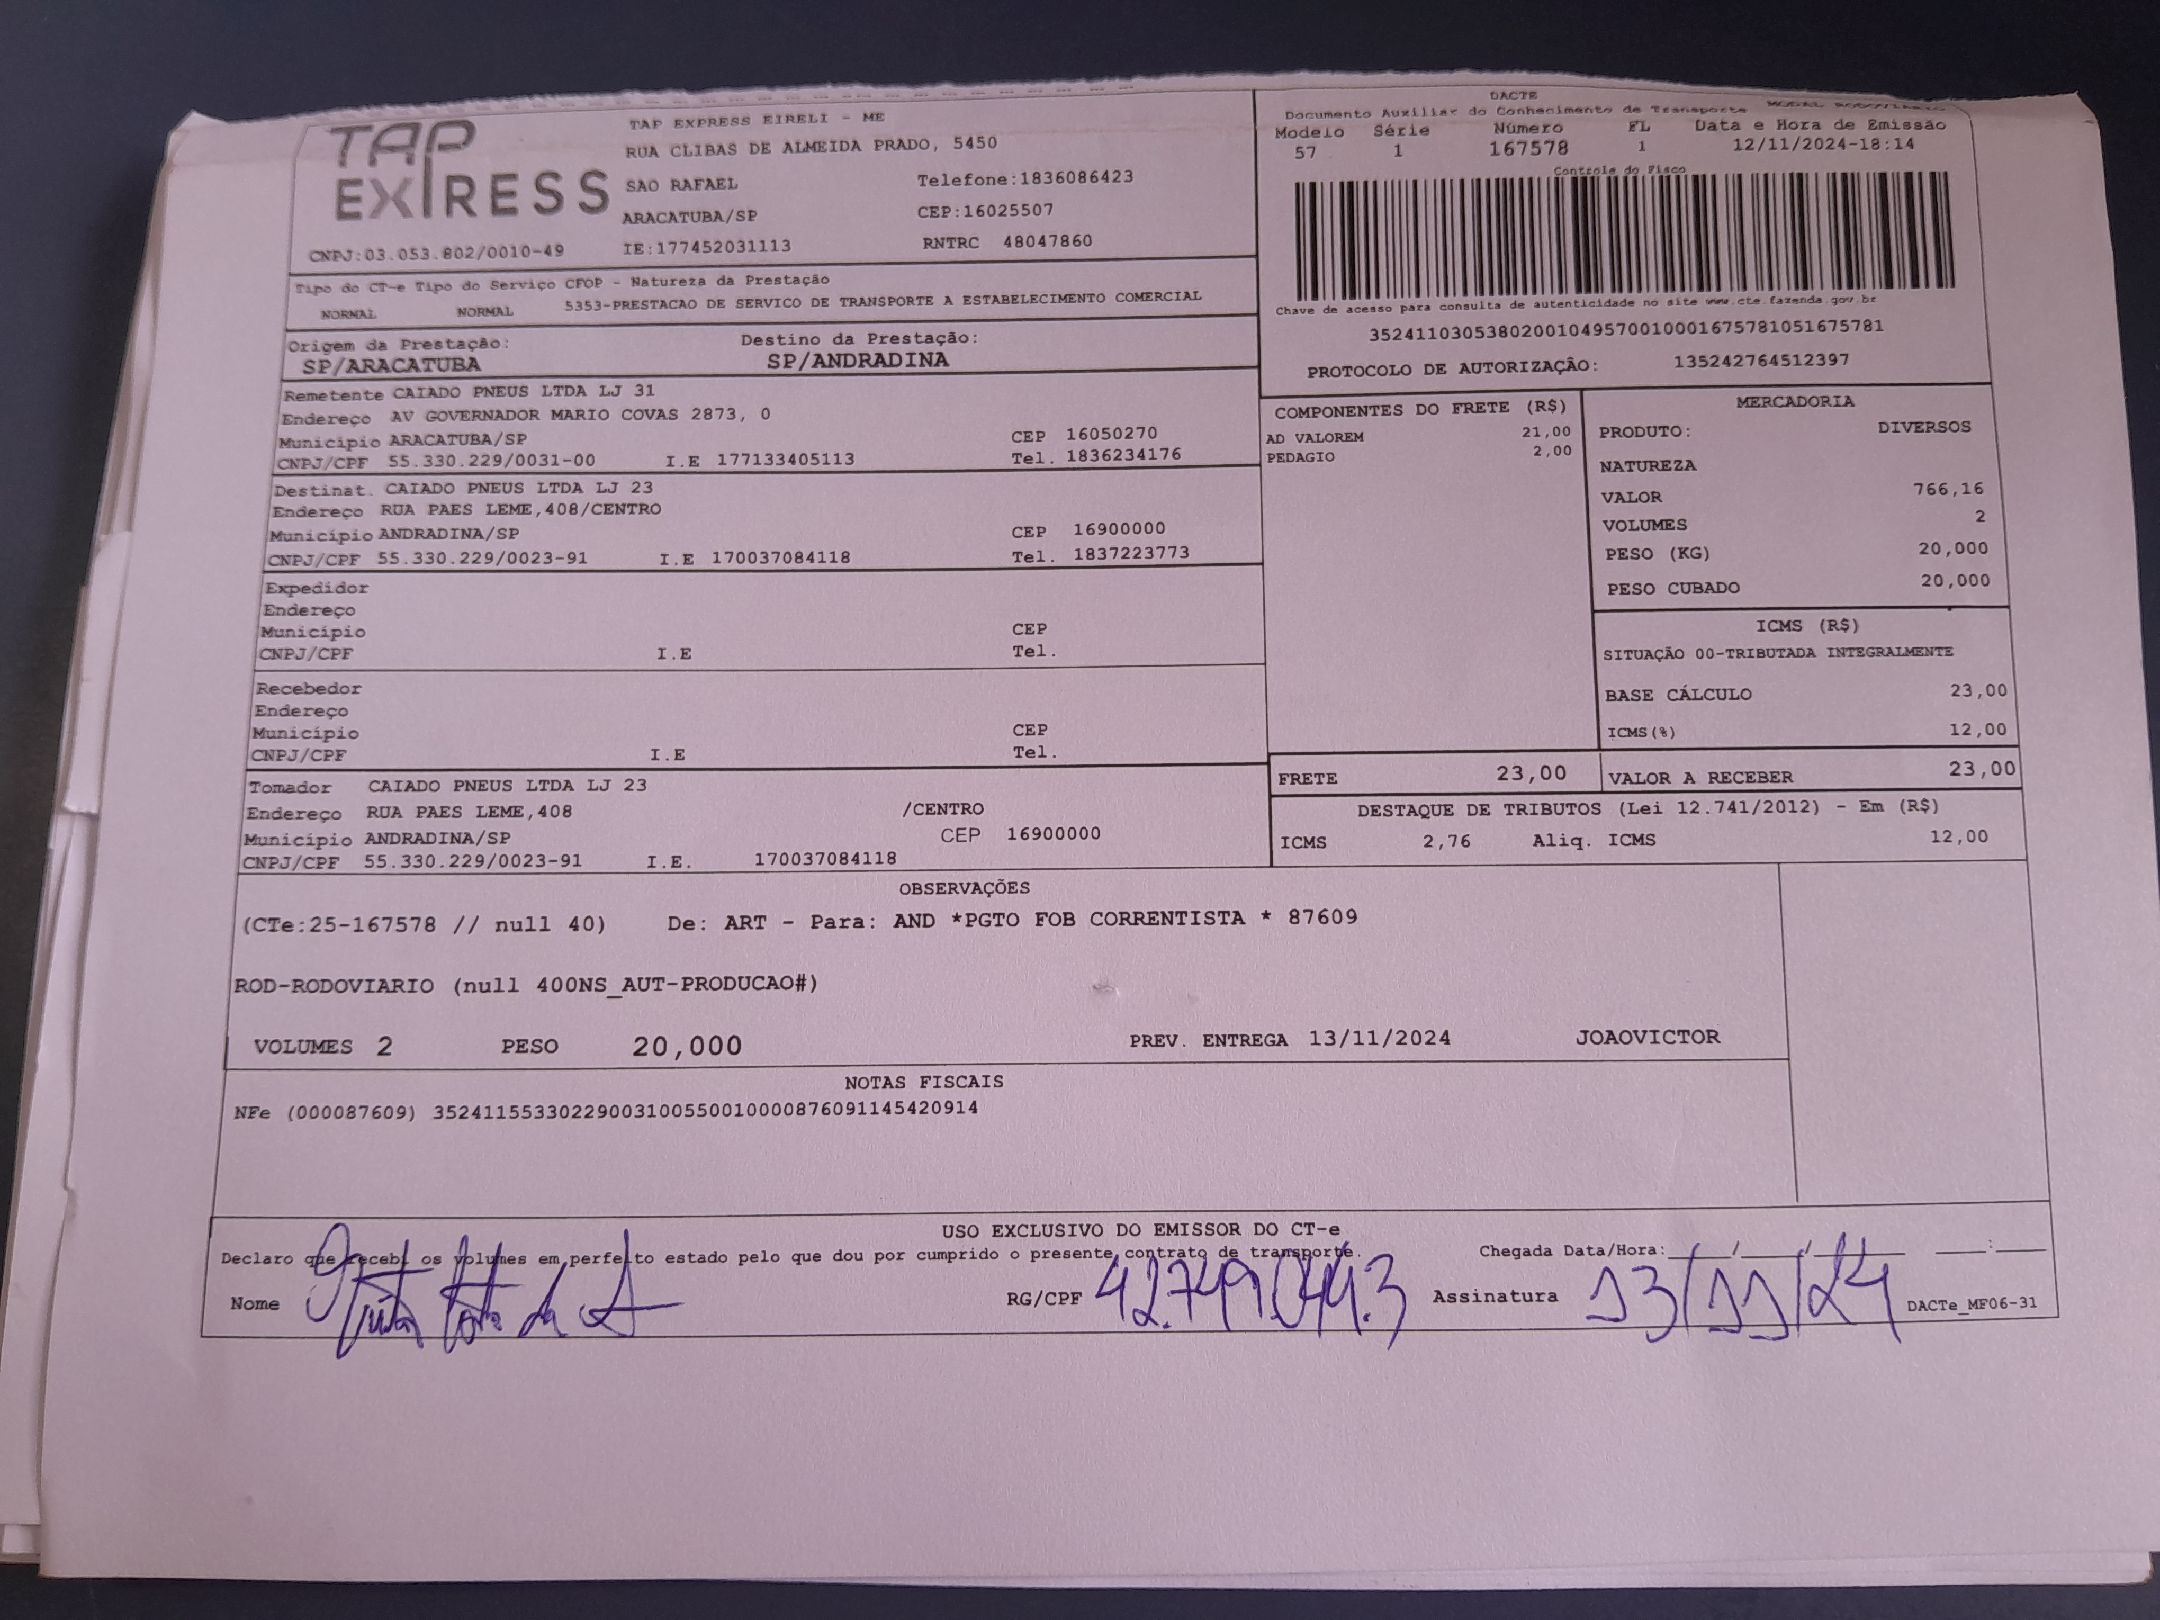 TAP EXPRESS
CNPJ:03.053.802/0010-49
TAP EXPRESS EIRELI - ME
RUA CLIBAS DE ALMEIDA PRADO, 5450
SAO RAFAEL Telefone:1836086423
ARACATUBA/SP CEP:16025507
IE:177452031113 RNTRC 48047860
DACTE
Documento Auxiliar do Conhecimento de Transporte MODAL RODOVIARIO
Modelo Série Número FL Data e Hora de Emissão
57 1 167578 1 12/11/2024-18:14
Controle do Fisco
Chave de acesso para consulta de autenticidade no site www.cte.fazenda.gov.br
35241103053802001049570010001675781051675781
PROTOCOLO DE AUTORIZAÇÃO: 135242764512397
Tipo do CT-e Tipo do Serviço CFOP - Natureza da Prestação
NORMAL NORMAL 5353-PRESTACAO DE SERVICO DE TRANSPORTE A ESTABELECIMENTO COMERCIAL
Origem da Prestação: Destino da Prestação:
SP/ARACATUBA SP/ANDRADINA
Remetente CAIADO PNEUS LTDA LJ 31
Endereço AV GOVERNADOR MARIO COVAS 2873, 0
Município ARACATUBA/SP CEP 16050270
CNPJ/CPF 55.330.229/0031-00 I.E 177133405113 Tel. 1836234176
Destinat. CAIADO PNEUS LTDA LJ 23
Endereço RUA PAES LEME,408/CENTRO
Município ANDRADINA/SP CEP 16900000
CNPJ/CPF 55.330.229/0023-91 I.E 170037084118 Tel. 1837223773
Expedidor
Endereço
Município CEP
CNPJ/CPF I.E Tel.
Recebedor
Endereço
Município CEP
CNPJ/CPF I.E Tel.
Tomador CAIADO PNEUS LTDA LJ 23
Endereço RUA PAES LEME,408 /CENTRO
Município ANDRADINA/SP CEP 16900000
CNPJ/CPF 55.330.229/0023-91 I.E. 170037084118
COMPONENTES DO FRETE (R$)
AD VALOREM 21,00
PEDAGIO 2,00
MERCADORIA
PRODUTO: DIVERSOS
NATUREZA
VALOR 766,16
VOLUMES 2
PESO (KG) 20,000
PESO CUBADO 20,000
ICMS (R$)
SITUAÇÃO 00-TRIBUTADA INTEGRALMENTE
BASE CÁLCULO 23,00
ICMS(%) 12,00
FRETE 23,00 VALOR A RECEBER 23,00
DESTAQUE DE TRIBUTOS (Lei 12.741/2012) - Em (R$)
ICMS 2,76 Aliq. ICMS 12,00
OBSERVAÇÕES
(CTe:25-167578 // null 40) De: ART - Para: AND *PGTO FOB CORRENTISTA * 87609
ROD-RODOVIARIO (null 400NS_AUT-PRODUCAO#)
VOLUMES 2 PESO 20,000 PREV. ENTREGA 13/11/2024 JOAOVICTOR
NOTAS FISCAIS
NFe (000087609) 35241155330229003100550010000876091145420914
USO EXCLUSIVO DO EMISSOR DO CT-e
Declaro que recebi os volumes em perfeito estado pelo que dou por cumprido o presente contrato de transporte. Chegada Data/Hora:____/____/______ ___:___
Nome RG/CPF 42.749.044.3 Assinatura 13/11/24 DACTe_MF06-31